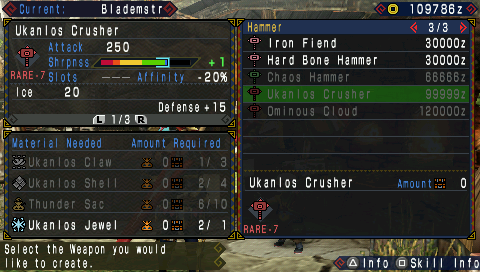 Current: Blademstr
109786z
Ukanlos Crusher
Attack 250
Shrpnss +1
RARE-7 Slots --- Affinity -20%
Ice 20
Defense +15
L 1/3 R
Material Needed Amount Required
Ukanlos Claw 0 1/ 3
Ukanlos Shell 0 2/ 4
Thunder Sac 0 6/10
Ukanlos Jewel 0 2/ 1
Select the Weapon you would
like to create.
Hammer
3/3
Iron Fiend 30000z
Hard Bone Hammer 30000z
Chaos Hammer 66666z
Ukanlos Crusher 99999z
Ominous Cloud 120000z
Ukanlos Crusher Amount 0
RARE-7
Info Skill Info